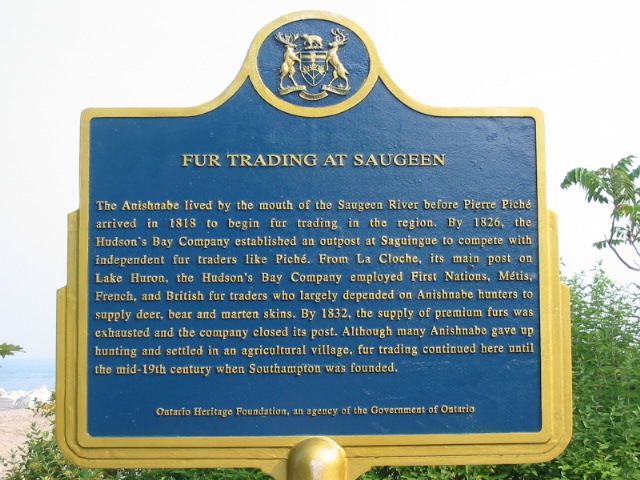 FUR TRADING AT SAUGEEN
The Anishnabe lived by the mouth of the Saugeen River before Pierre Piché
arrived in 1818 to begin fur trading in the region. By 1826, the
Hudson's Bay Company established an outpost at Saguingue to compete with
independent fur traders like Piché. From La Cloche, its main post on
Lake Huron, the Hudson's Bay Company employed First Nations, Métis,
French, and British fur traders who largely depended on Anishnabe hunters to
supply deer, bear and marten skins. By 1832, the supply of premium furs was
exhausted and the company closed its post. Although many Anishnabe gave up
hunting and settled in an agricultural village, fur trading continued here until
the mid-19th century when Southampton was founded.
Ontario Heritage Foundation, an agency of the Government of Ontario